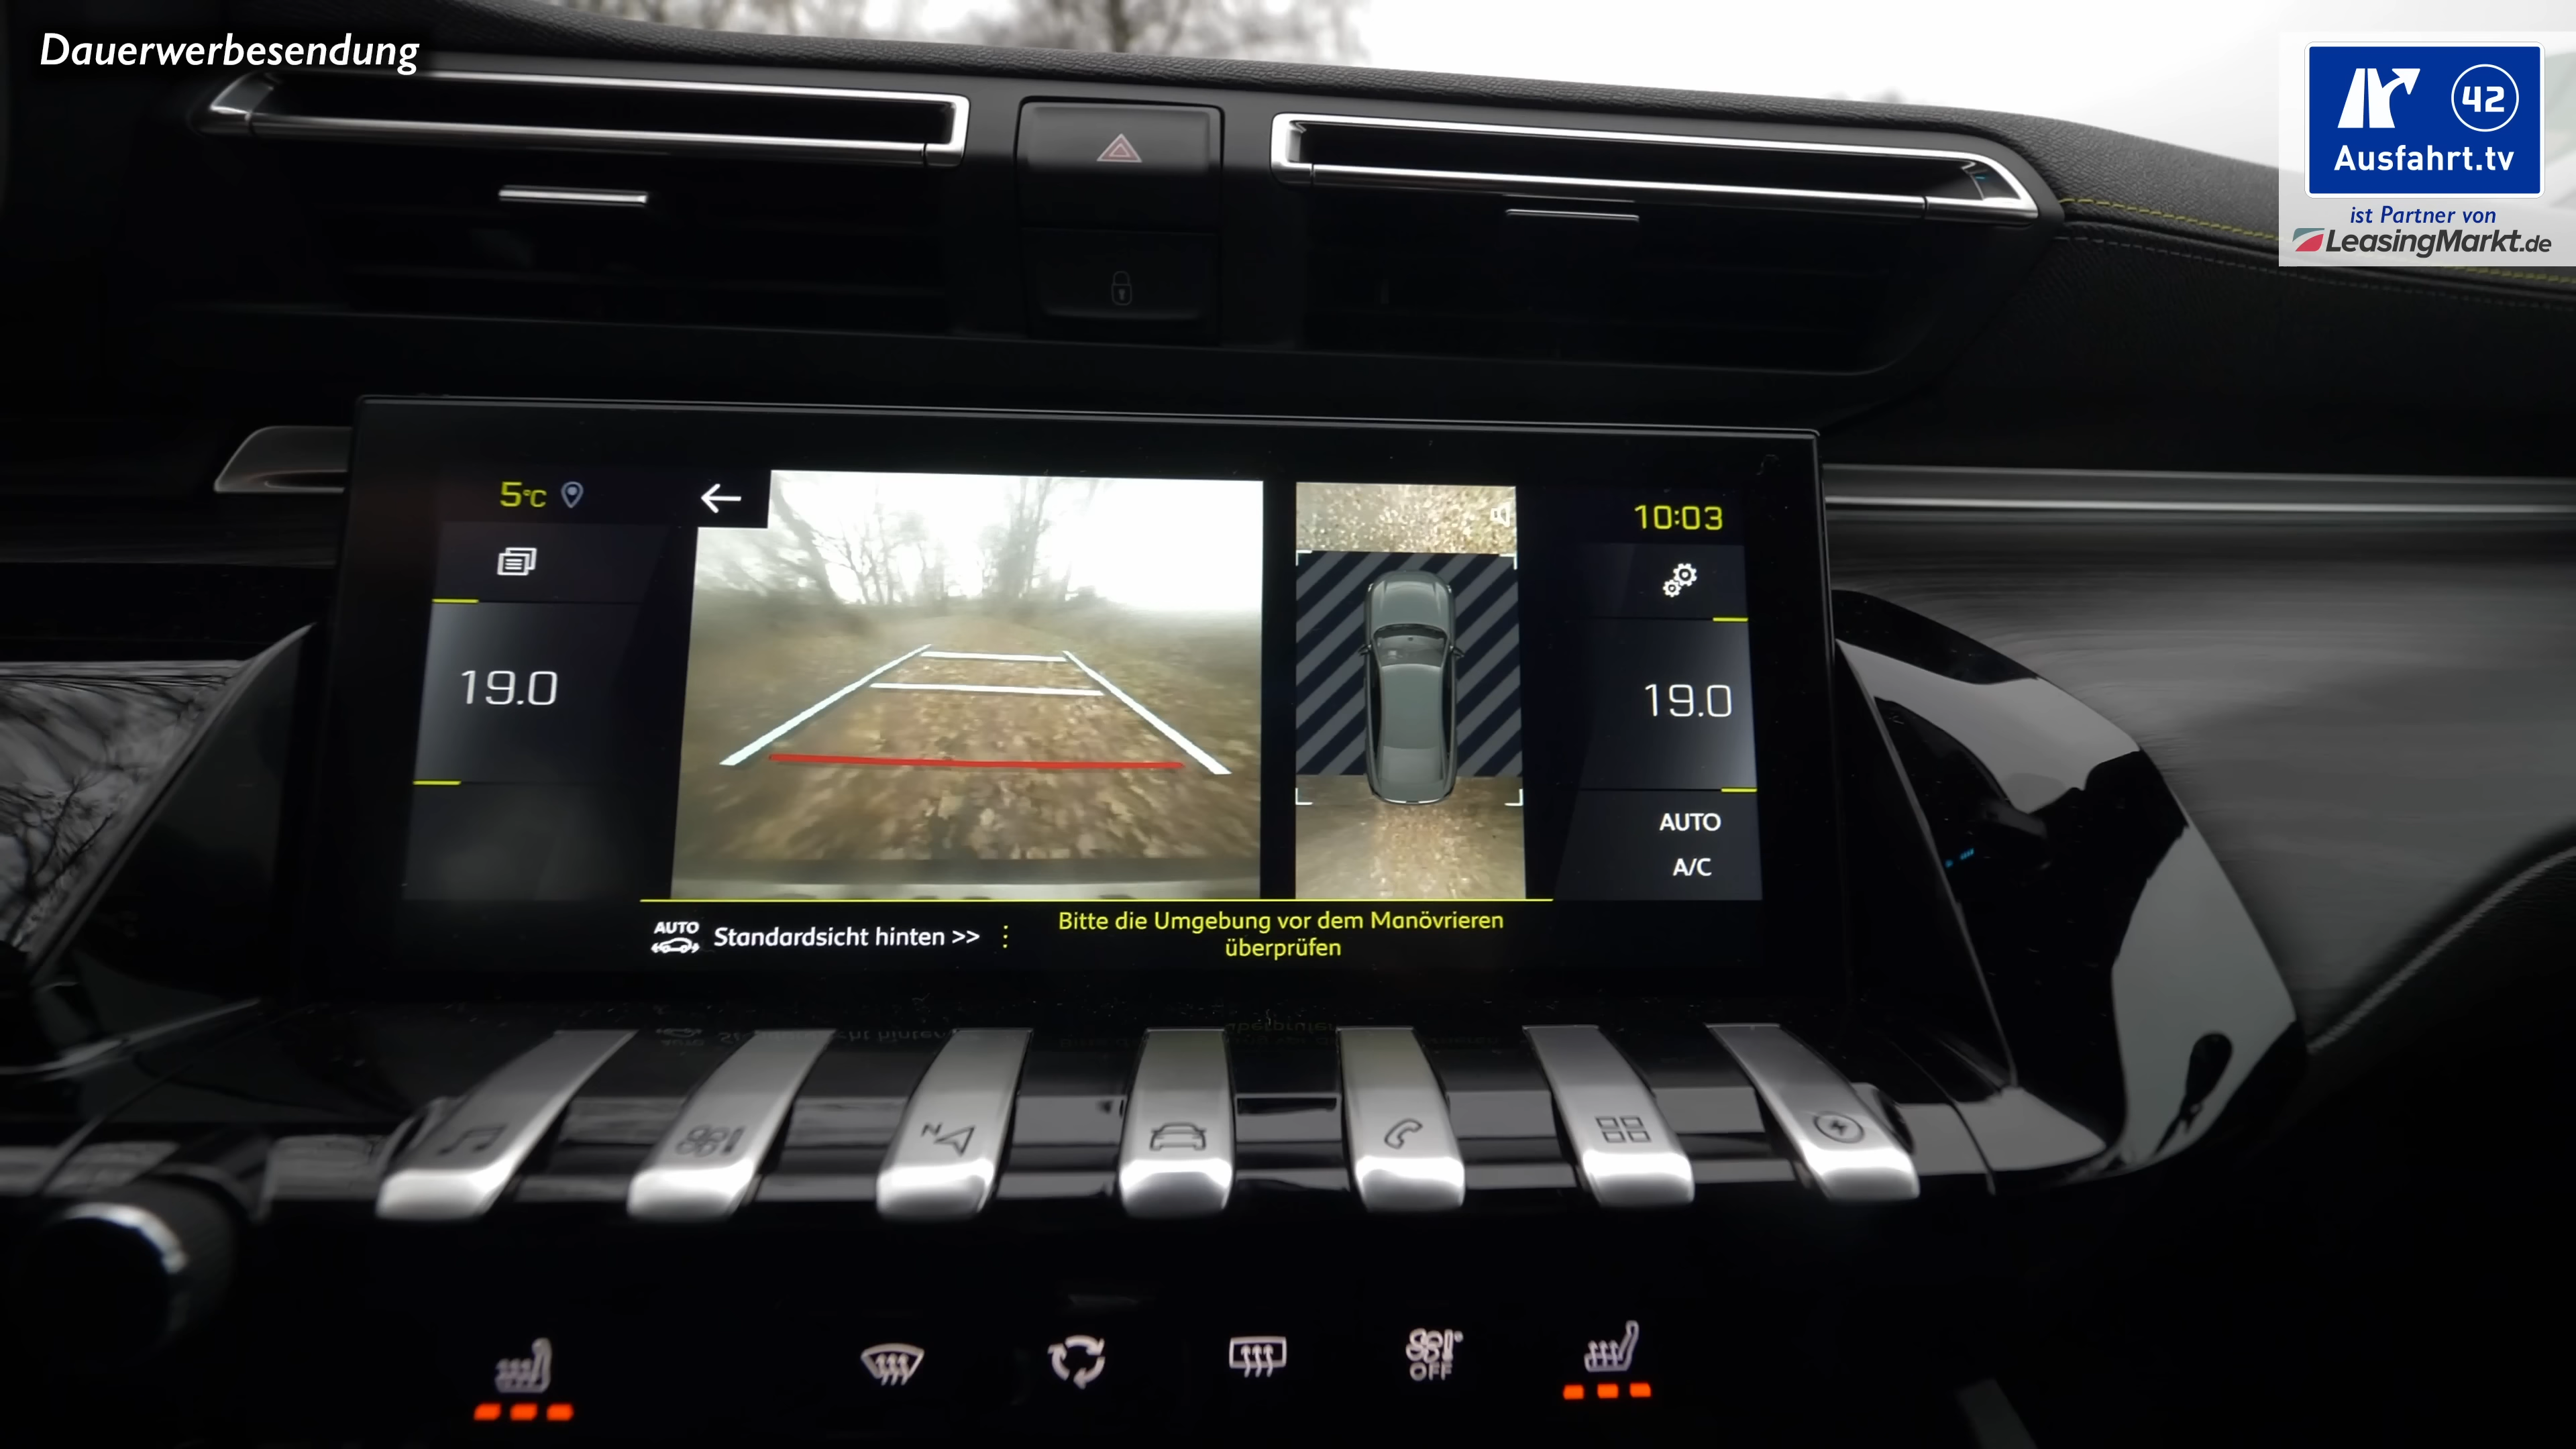 Dauerwerbesendung
42
Ausfahrt.tv
ist Partner von
LeasingMarkt.de
5°C
10:03
19.0
19.0
AUTO
A/C
AUTO
Standardsicht hinten >>
Bitte die Umgebung vor dem Manövrieren
überprüfen
N
OFF